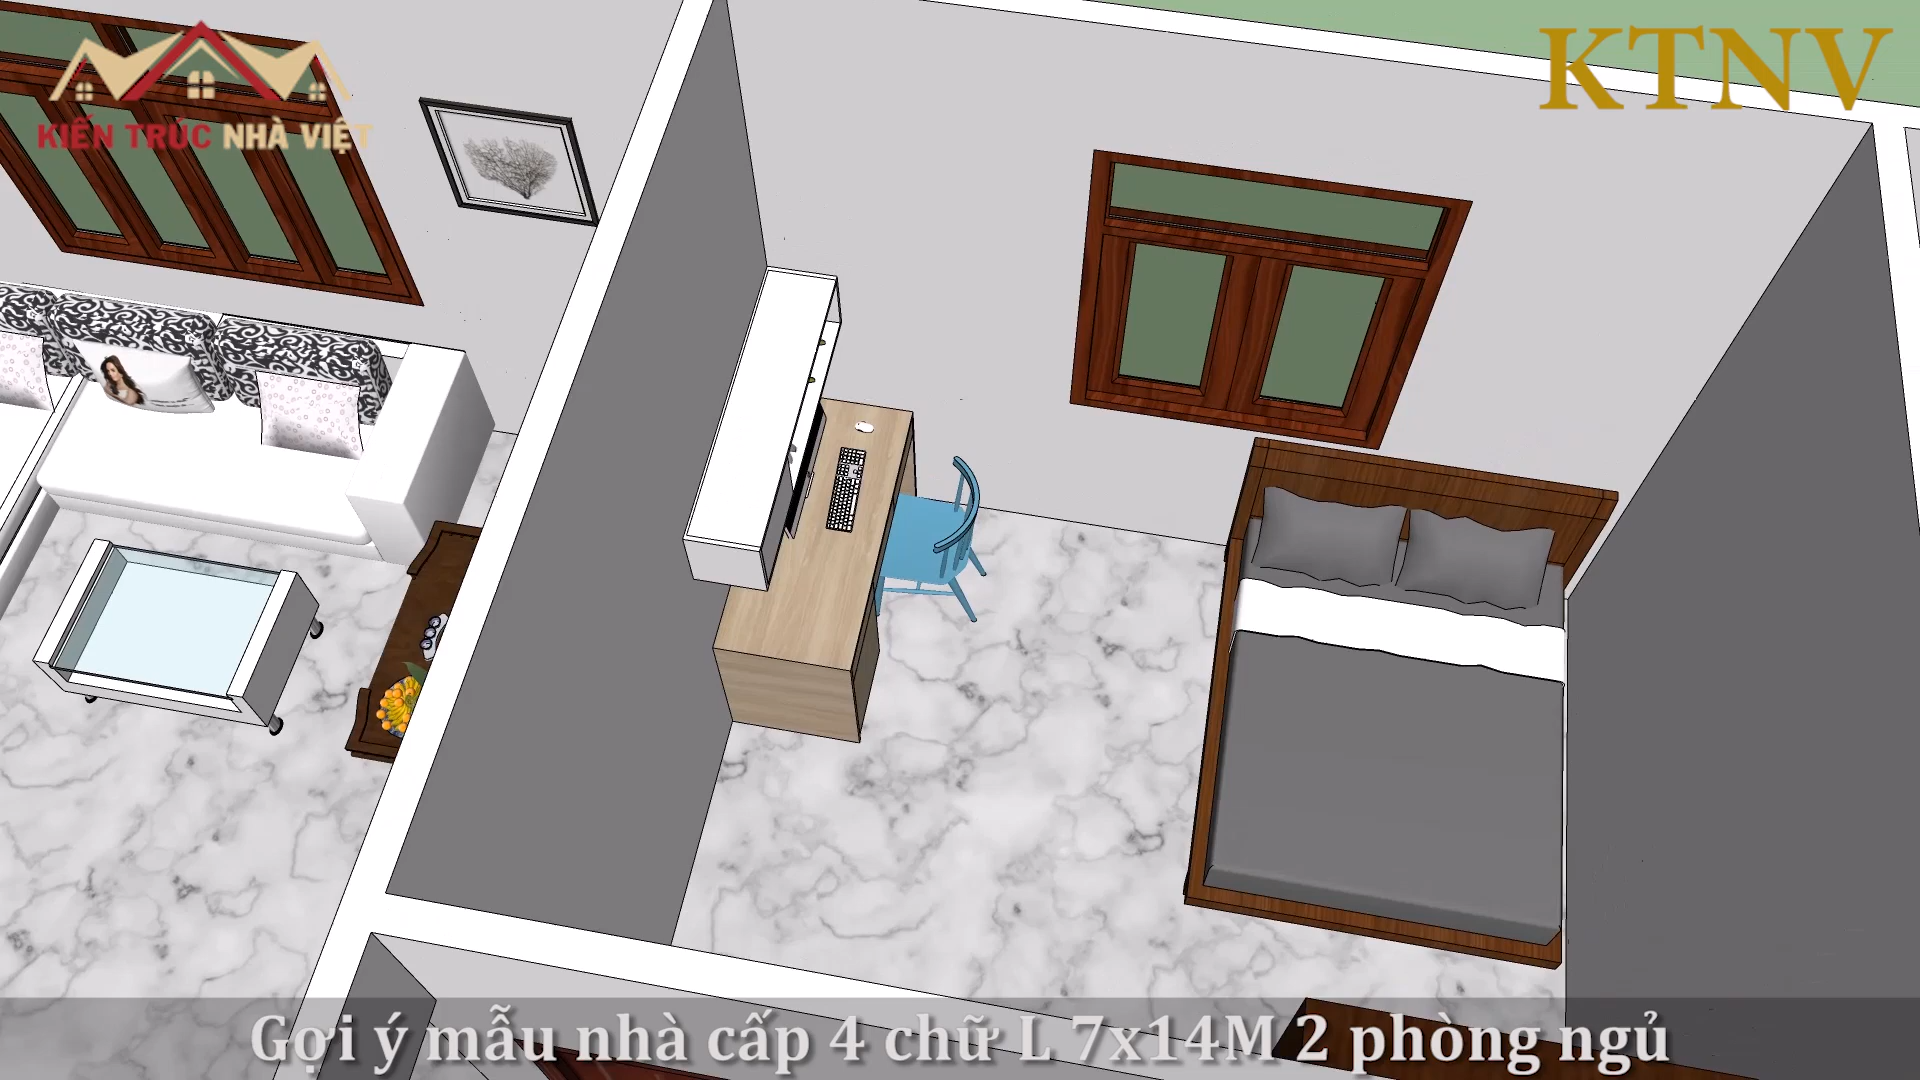 KIẾN TRÚC NHÀ VIỆT
KTNV
Gợi ý mẫu nhà cấp 4 chữ L 7x14M 2 phòng ngủ